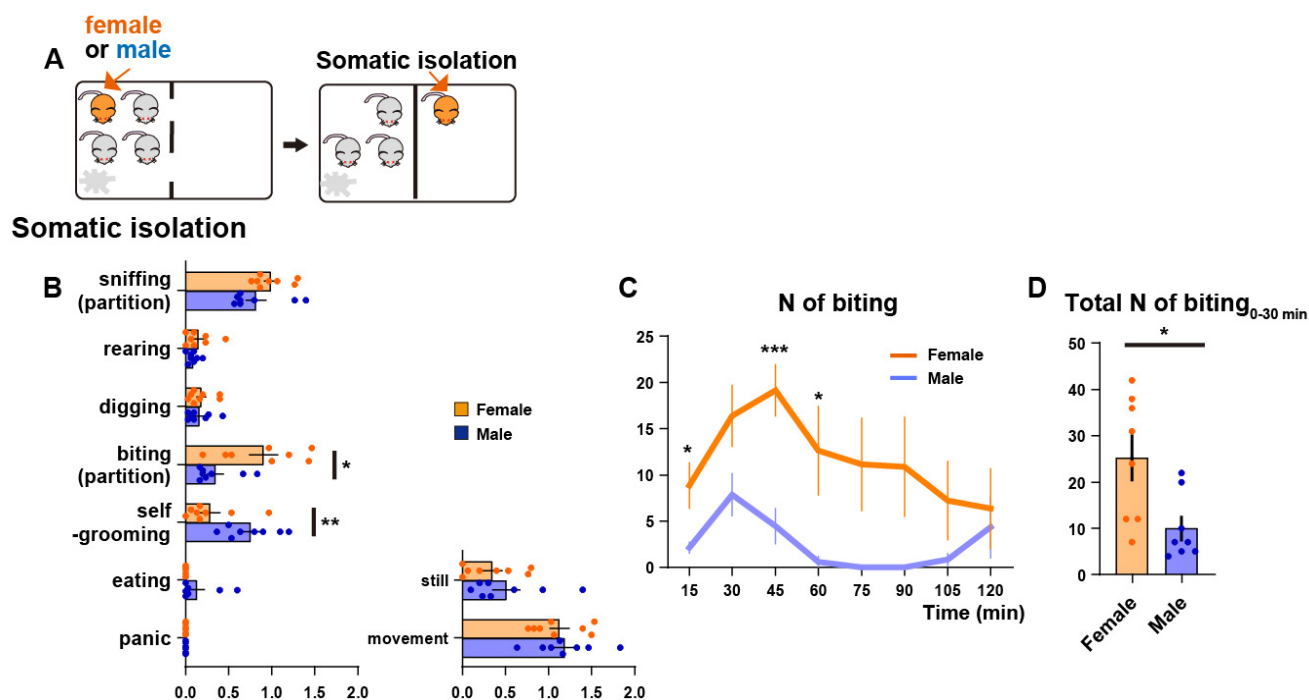 female
or male
A
Somatic isolation
Somatic isolation
B
sniffing
(partition)
rearing
digging
biting
(partition)
*
self
-grooming
**
eating
panic
0.0 0.5 1.0 1.5 2.0
Female
Male
still
movement
0.0 0.5 1.0 1.5 2.0
C
N of biting
25
20
15
10
5
0
*
***
*
Female
Male
15 30 45 60 75 90 105 120
Time (min)
D
Total N of biting0-30 min
*
50
40
30
20
10
0
Female
Male